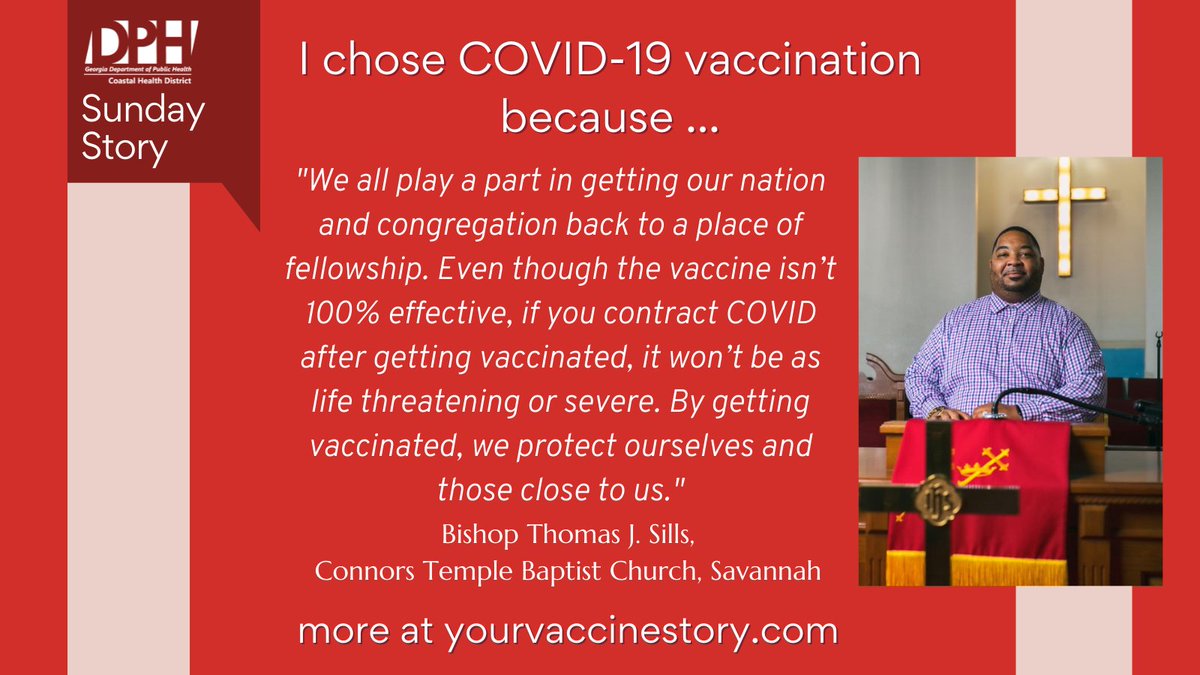 DPH
Georgia Department of Public Health
Coastal Health District
Sunday
Story
I chose COVID-19 vaccination
because ...
"We all play a part in getting our nation
and congregation back to a place of
fellowship. Even though the vaccine isn’t
100% effective, if you contract COVID
after getting vaccinated, it won’t be as
life threatening or severe. By getting
vaccinated, we protect ourselves and
those close to us."
Bishop Thomas J. Sills,
Connors Temple Baptist Church, Savannah
more at yourvaccinestory.com
IHS